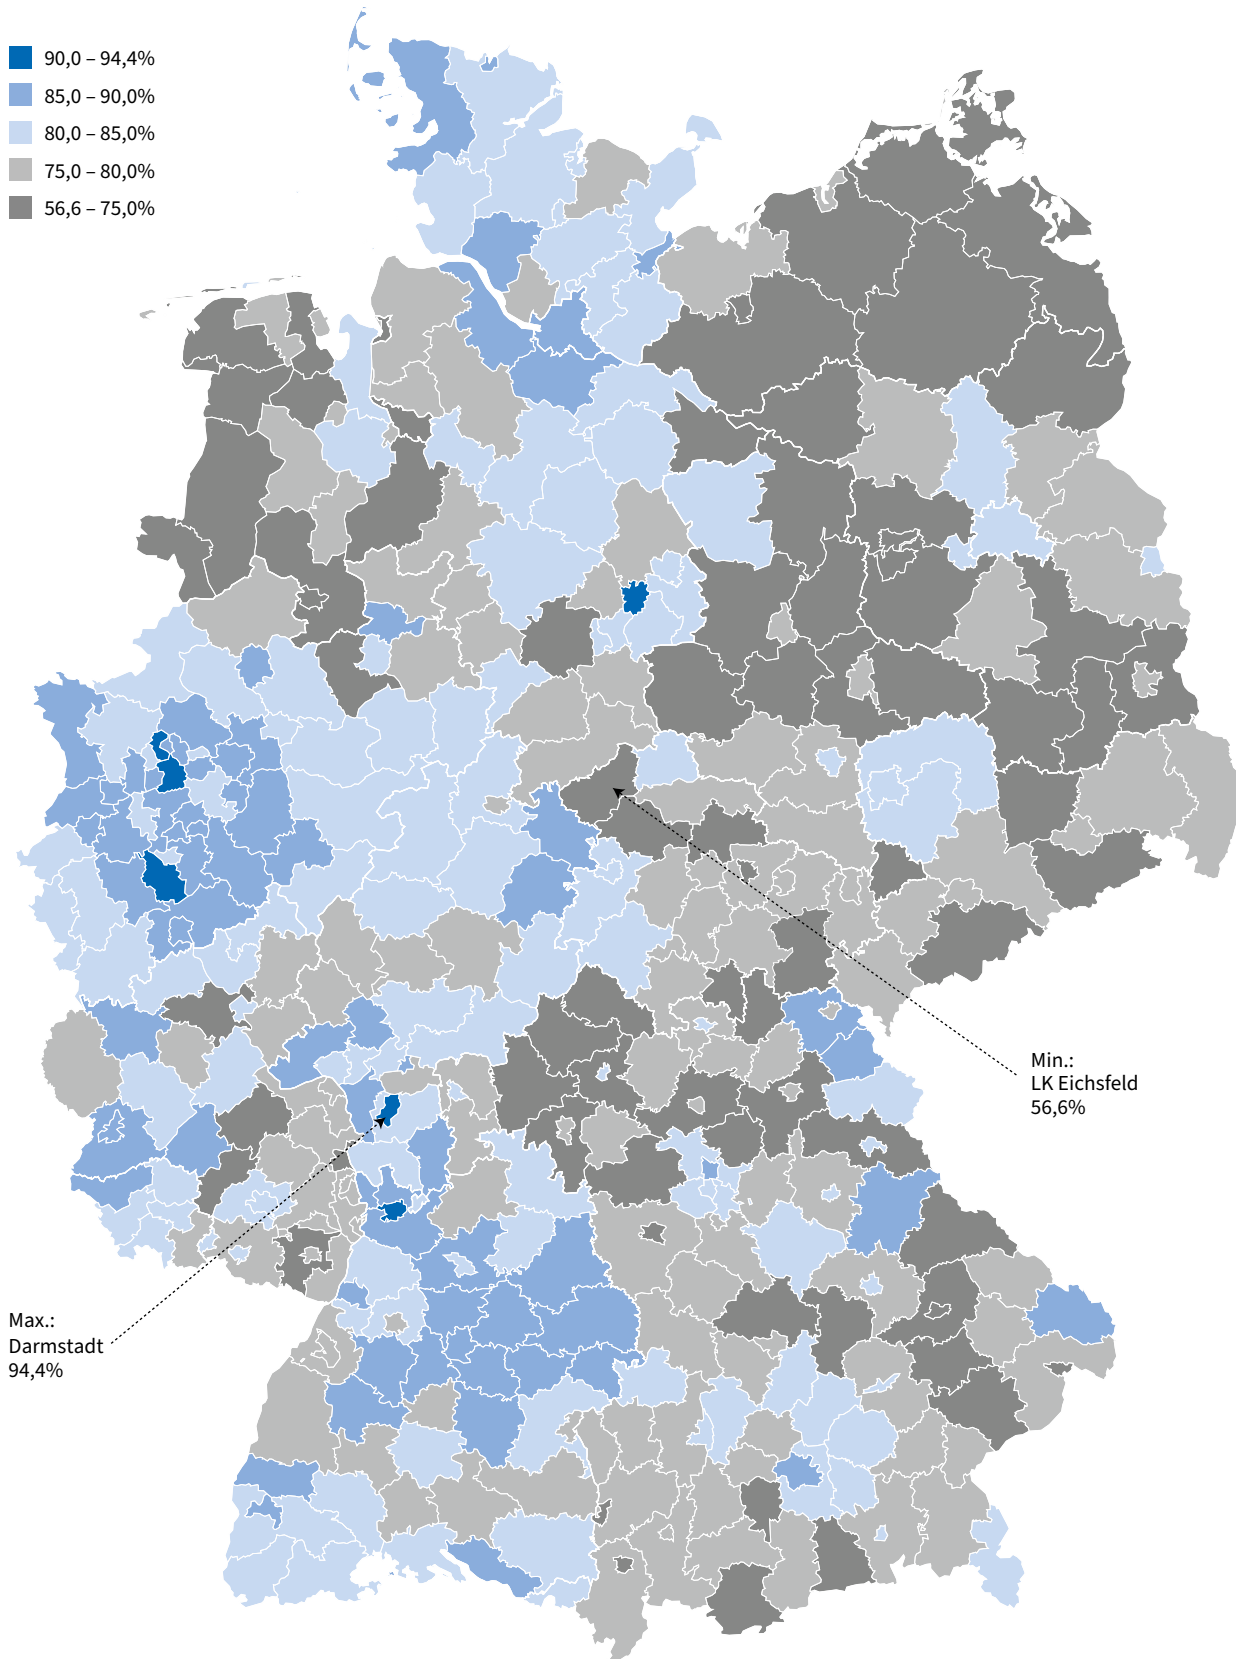 90,0 – 94,4%
85,0 – 90,0%
80,0 – 85,0%
75,0 – 80,0%
56,6 – 75,0%
Min.:
LK Eichsfeld
56,6%
Max.:
Darmstadt
94,4%